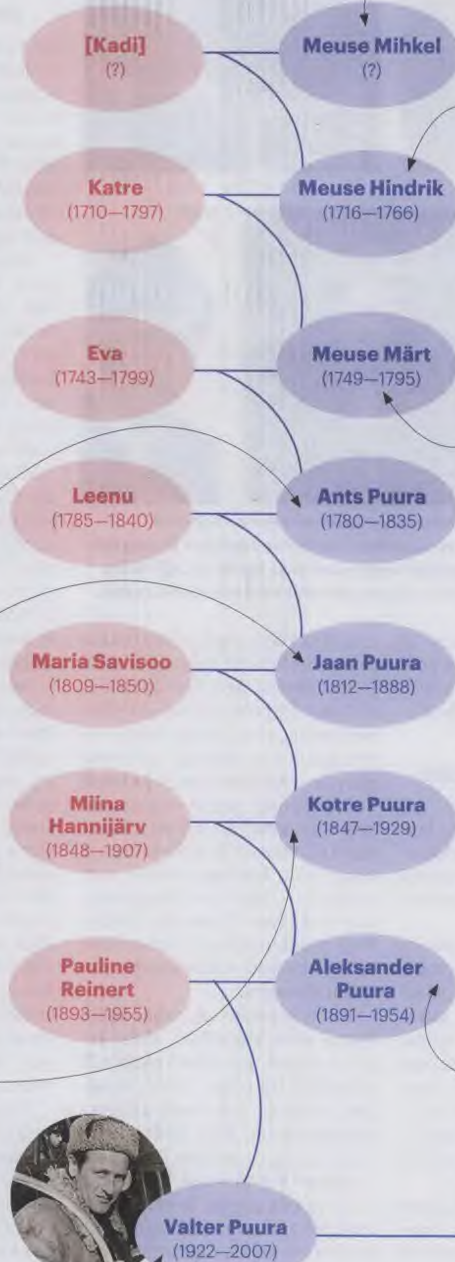 [Kadi]
(?)
Meuse Mihkel
(?)
Katre
(1710—1797)
Meuse Hindrik
(1716—1766)
Eva
(1743—1799)
Meuse Märt
(1749—1795)
Leenu
(1785—1840)
Ants Puura
(1780—1835)
Maria Savisoo
(1809—1850)
Jaan Puura
(1812—1888)
Miina
Hannijärv
(1848—1907)
Kotre Puura
(1847—1929)
Pauline
Reinert
(1893—1955)
Aleksander
Puura
(1891—1954)
Valter Puura
(1922—2007)